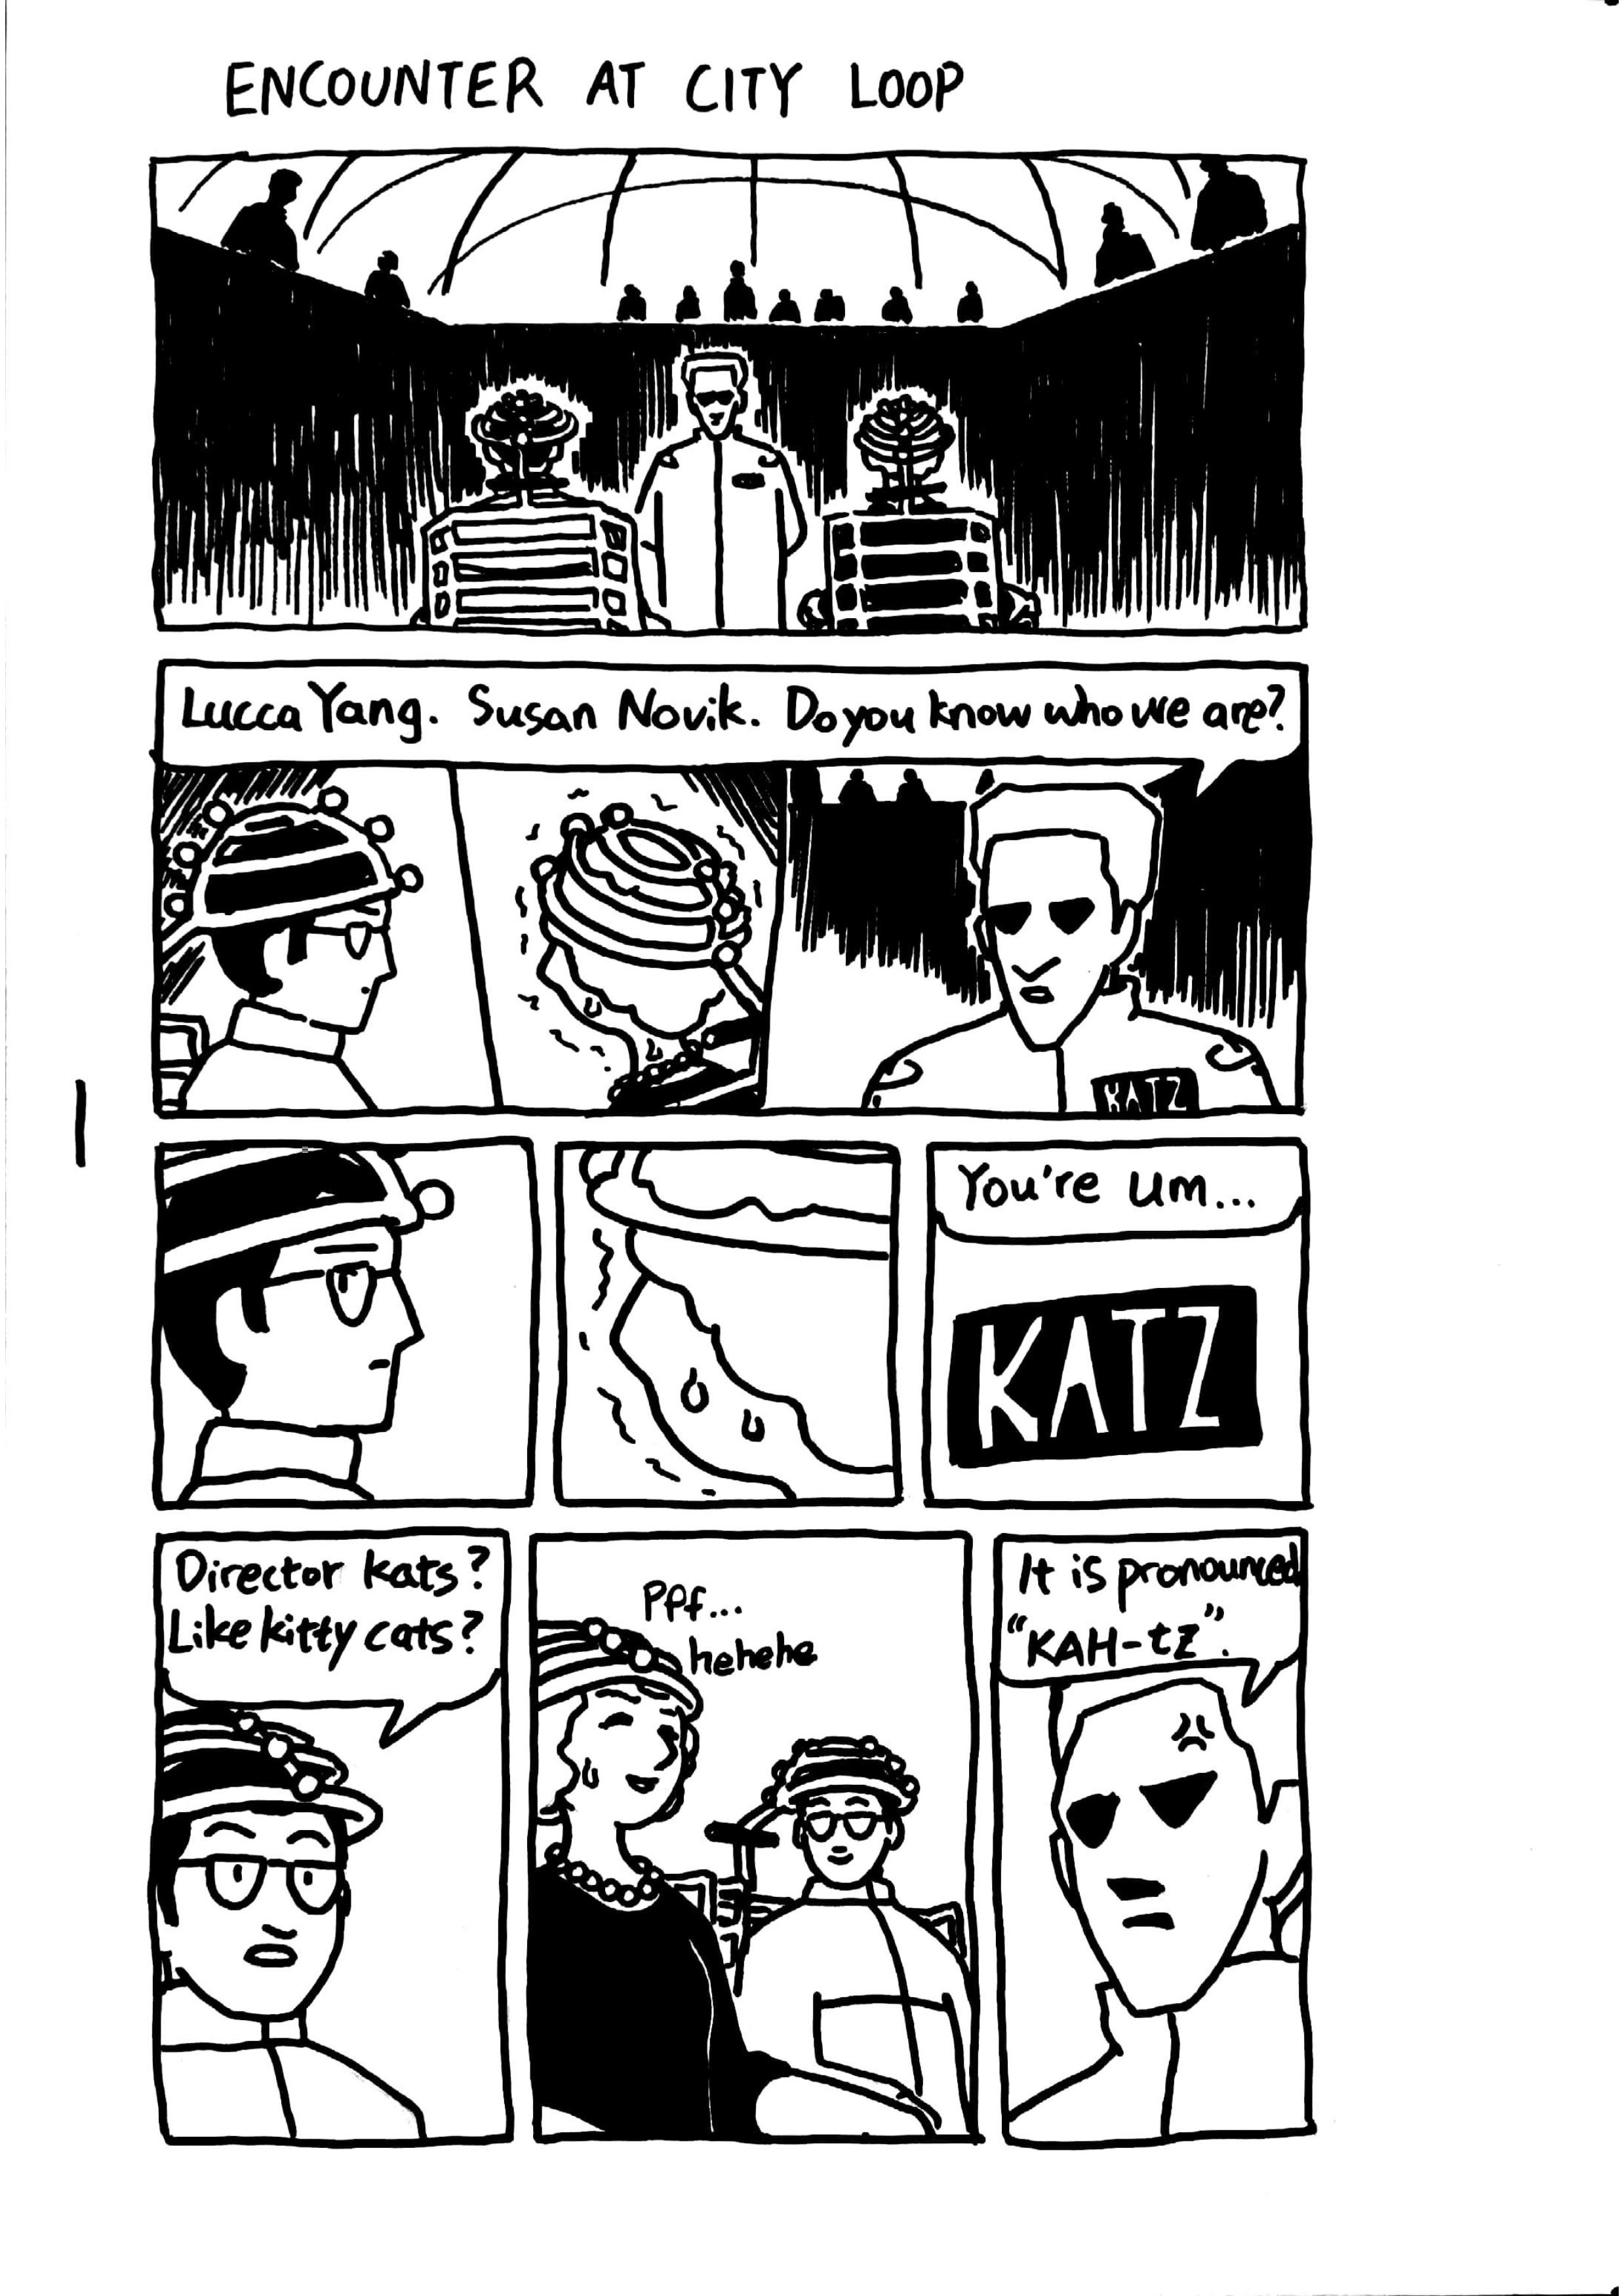 ENCOUNTER AT CITY LOOP
Lucca Yang. Susan Novik. Do you know who we are?
KATZ
You're um...
KATZ
Director Kats?
Like kitty cats?
PPf...
hehehe
It is pronounced
"KAH-tz".